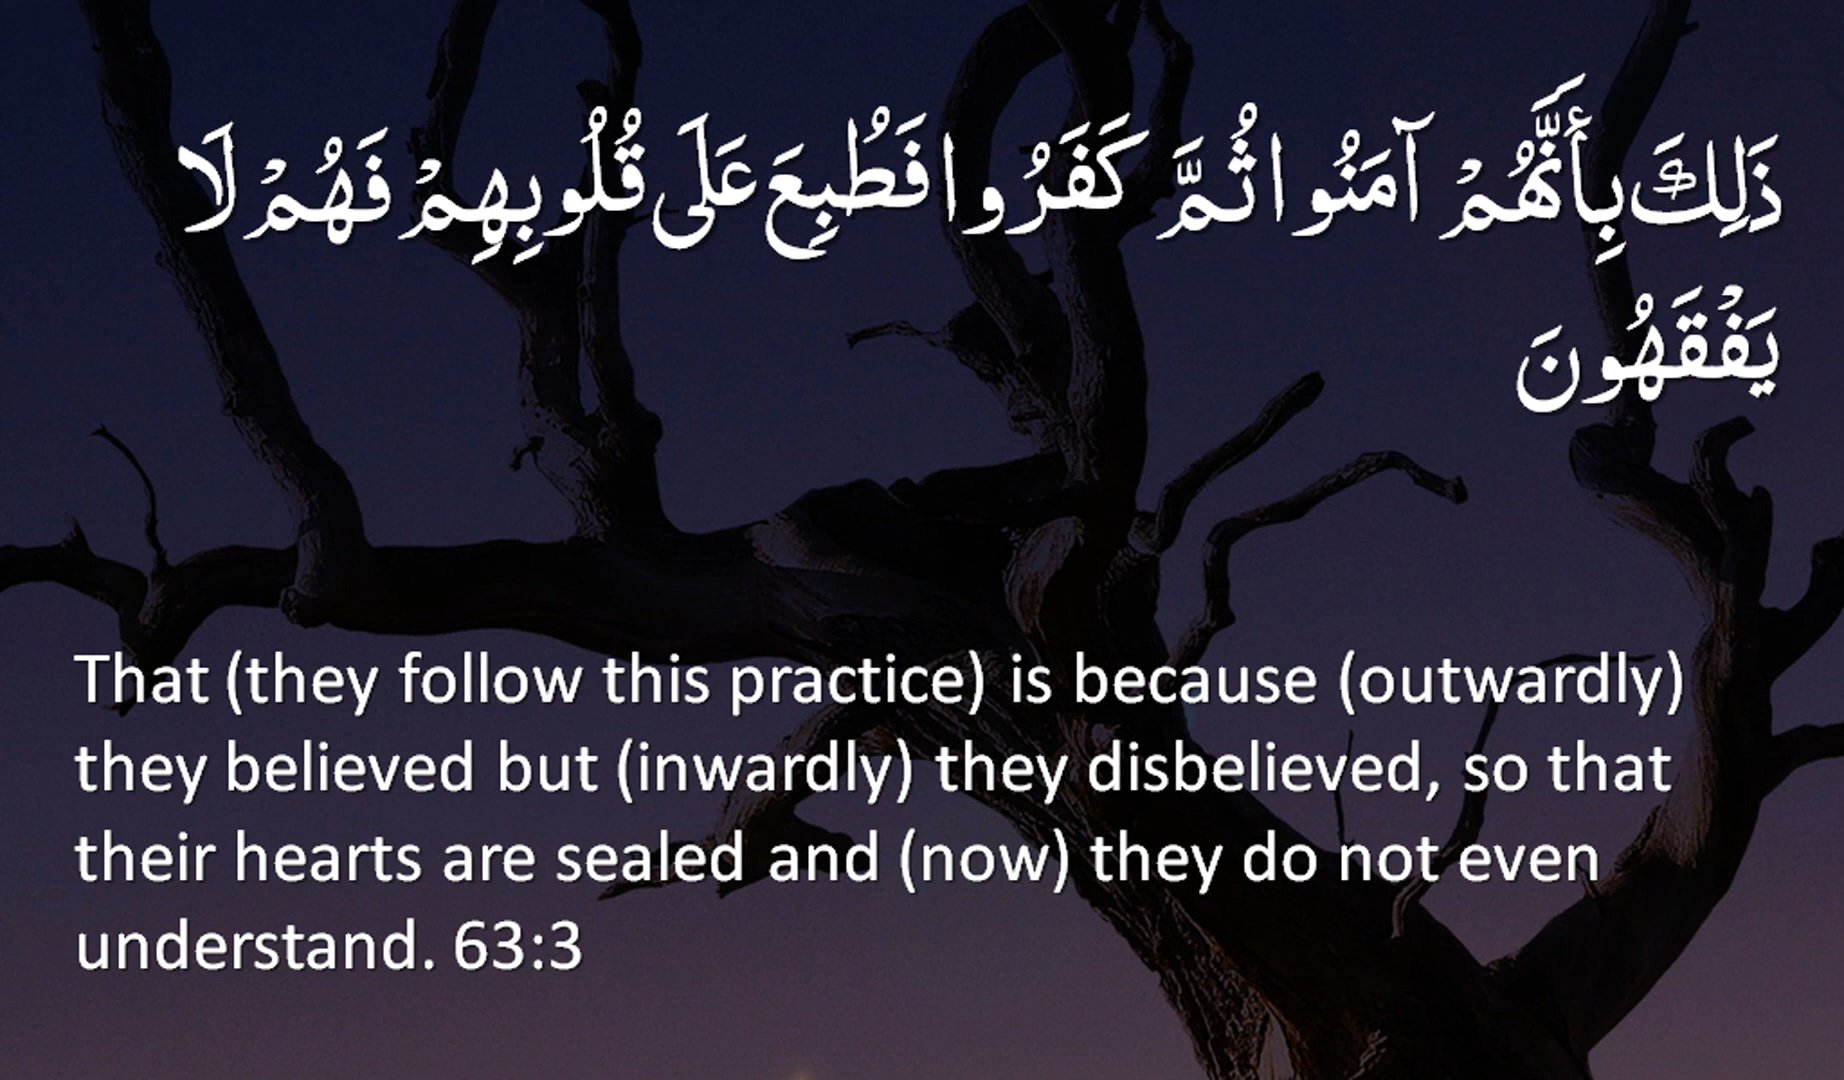 ذَلِكَ بِأَنَّهُمْ آمَنُوا ثُمَّ كَفَرُوا فَطُبِعَ عَلَى قُلُوبِهِمْ فَهُمْ لَا
يَفْقَهُونَ
That (they follow this practice) is because (outwardly)
they believed but (inwardly) they disbelieved, so that
their hearts are sealed and (now) they do not even
understand. 63:3